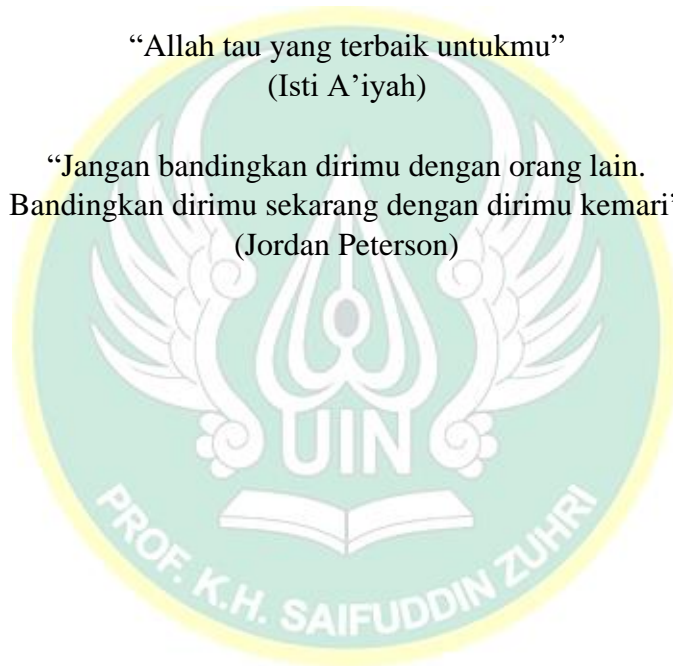 “Allah tau yang terbaik untukmu”
(Isti A’iyah)
“Jangan bandingkan dirimu dengan orang lain.
Bandingkan dirimu sekarang dengan dirimu kemari”
(Jordan Peterson)
UIN
PROF. K.H. SAIFUDDIN ZUHRI